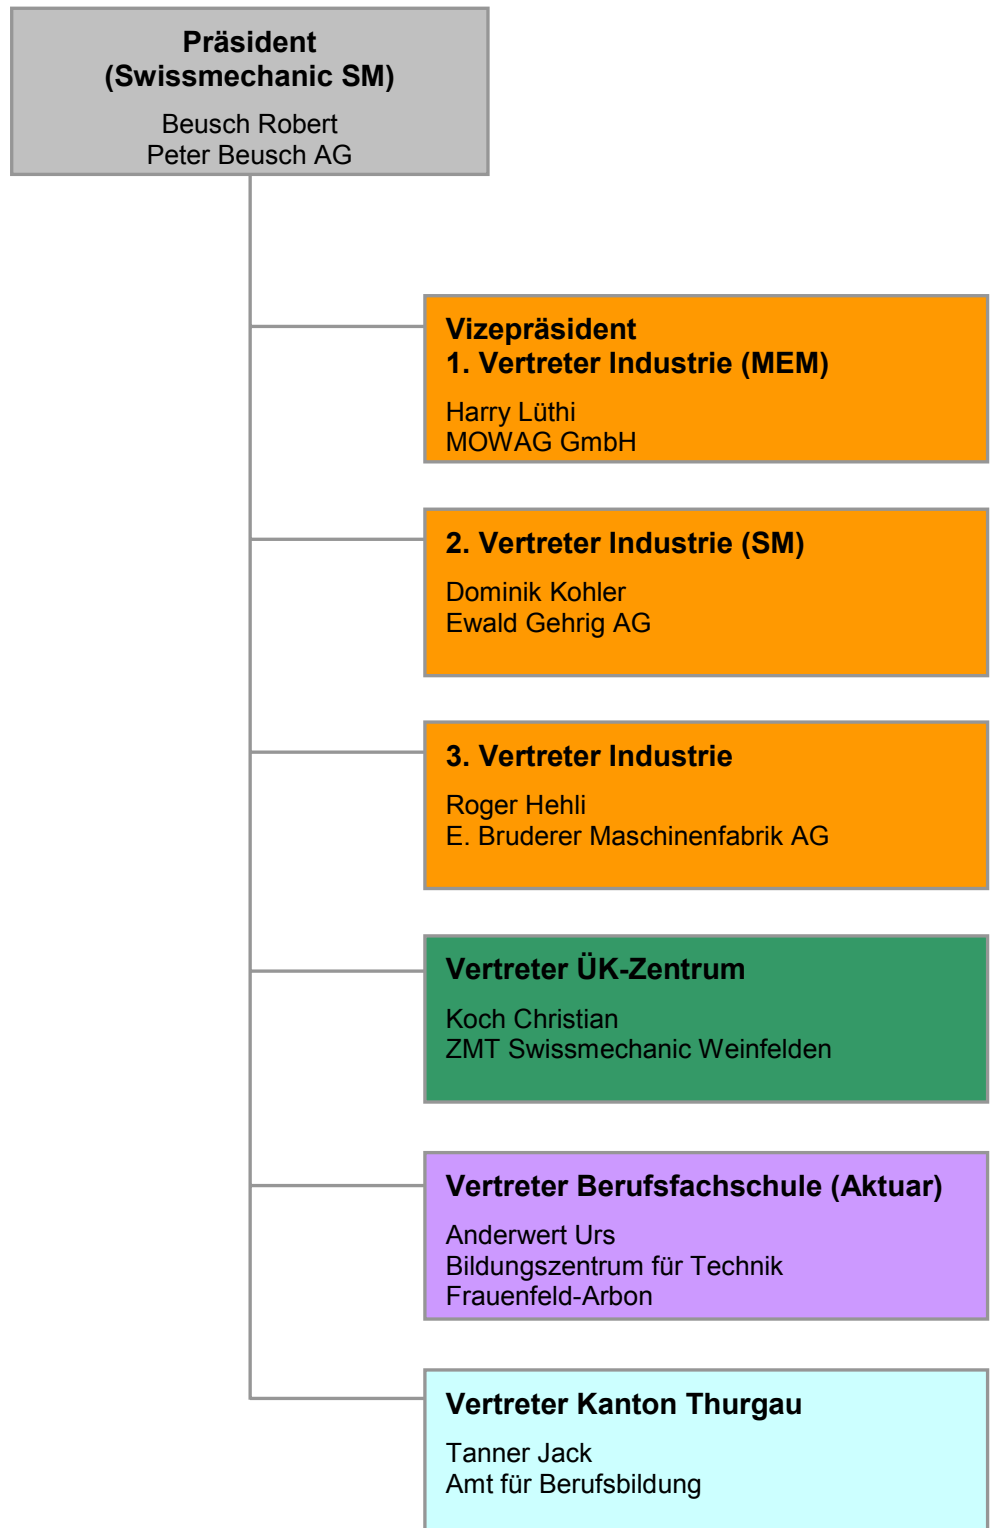 Präsident
(Swissmechanic SM)
Beusch Robert
Peter Beusch AG
Vizepräsident
1. Vertreter Industrie (MEM)
Harry Lüthi
MOWAG GmbH
2. Vertreter Industrie (SM)
Dominik Kohler
Ewald Gehrig AG
3. Vertreter Industrie
Roger Hehli
E. Bruderer Maschinenfabrik AG
Vertreter ÜK-Zentrum
Koch Christian
ZMT Swissmechanic Weinfelden
Vertreter Berufsfachschule (Aktuar)
Anderwert Urs
Bildungszentrum für Technik
Frauenfeld-Arbon
Vertreter Kanton Thurgau
Tanner Jack
Amt für Berufsbildung